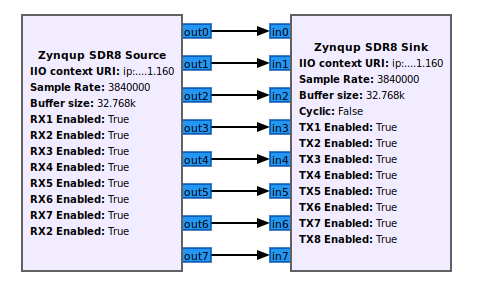 Zynqup SDR8 Source
IIO context URI: ip:....1.160
Sample Rate: 3840000
Buffer size: 32.768k
RX1 Enabled: True
RX2 Enabled: True
RX3 Enabled: True
RX4 Enabled: True
RX5 Enabled: True
RX6 Enabled: True
RX7 Enabled: True
RX2 Enabled: True
out0
out1
out2
out3
out4
out5
out6
out7
in0
in1
in2
in3
in4
in5
in6
in7
Zynqup SDR8 Sink
IIO context URI: ip:....1.160
Sample Rate: 3840000
Buffer size: 32.768k
Cyclic: False
TX1 Enabled: True
TX2 Enabled: True
TX3 Enabled: True
TX4 Enabled: True
TX5 Enabled: True
TX6 Enabled: True
TX7 Enabled: True
TX8 Enabled: True